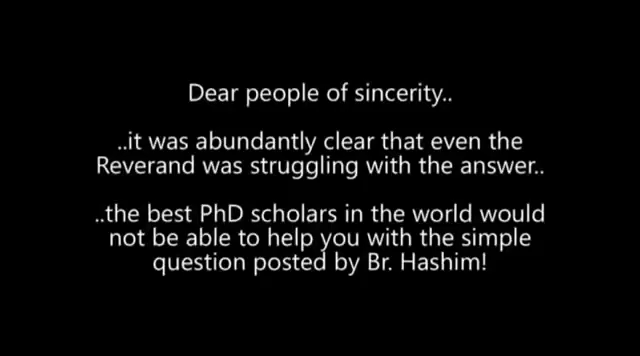 Dear people of sincerity..
..it was abundantly clear that even the
Reverand was struggling with the answer..
..the best PhD scholars in the world would
not be able to help you with the simple
question posted by Br. Hashim!